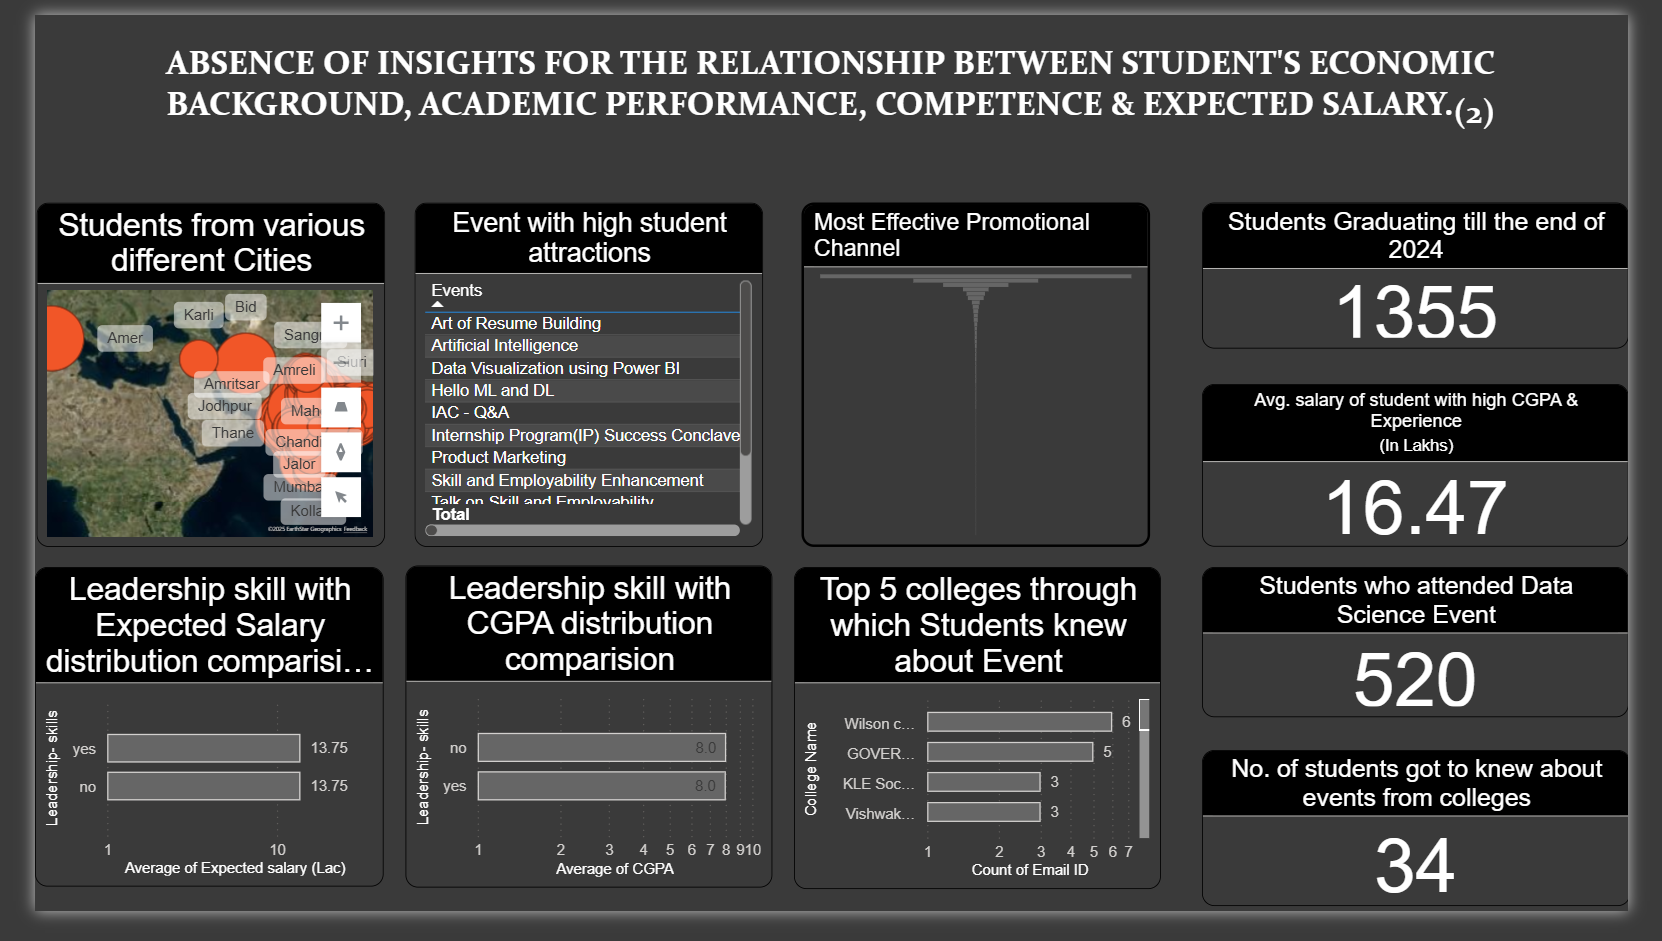 ABSENCE OF INSIGHTS FOR THE RELATIONSHIP BETWEEN STUDENT'S ECONOMIC
BACKGROUND, ACADEMIC PERFORMANCE, COMPETENCE & EXPECTED SALARY.(2)
Students from various
different Cities
Amer
Karli
Bid
Sangr
Siuri
Amreli
Amritsar
Jodhpur
Mah
Thane
Chandi
Jalor
Mumba
Kolla
©2025 EarthStar Geographics Feedback
Event with high student
attractions
Events
Art of Resume Building
Artificial Intelligence
Data Visualization using Power BI
Hello ML and DL
IAC - Q&A
Internship Program(IP) Success Conclave
Product Marketing
Skill and Employability Enhancement
Talk on Skill and Employability
Total
Most Effective Promotional
Channel
Students Graduating till the end of
2024
1355
Avg. salary of student with high CGPA &
Experience
(In Lakhs)
16.47
Leadership skill with
Expected Salary
distribution comparisi…
Leadership- skills
yes
13.75
no
13.75
1 10
Average of Expected salary (Lac)
Leadership skill with
CGPA distribution
comparision
Leadership- skills
no
8.0
yes
8.0
1 2 3 4 5 6 7 8 9 10
Average of CGPA
Top 5 colleges through
which Students knew
about Event
College Name
Wilson c...
6
GOVER...
5
KLE Soc...
3
Vishwak...
3
1 2 3 4 5 6 7
Count of Email ID
Students who attended Data
Science Event
520
No. of students got to knew about
events from colleges
34